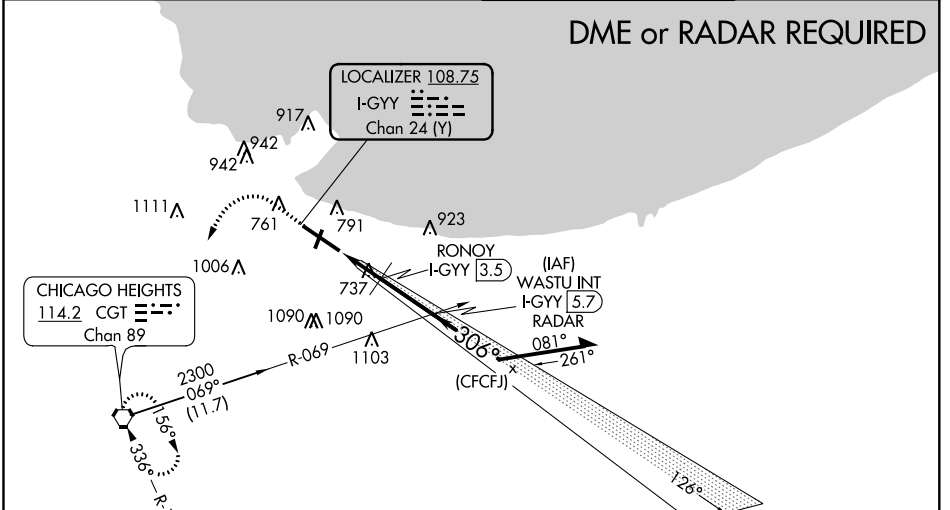 DME or RADAR REQUIRED
LOCALIZER 108.75
I-GYY
Chan 24 (Y)
917
942
942
1111
761
791
923
1006
737
RONOY
I-GYY 3.5
(IAF)
WASTU INT
I-GYY 5.7
RADAR
CHICAGO HEIGHTS
114.2 CGT
Chan 89
1090
1090
1103
R-069
306°
081°
261°
(CFCFJ)
x
2300
069°
(11.7)
156°
336°
R-
126°